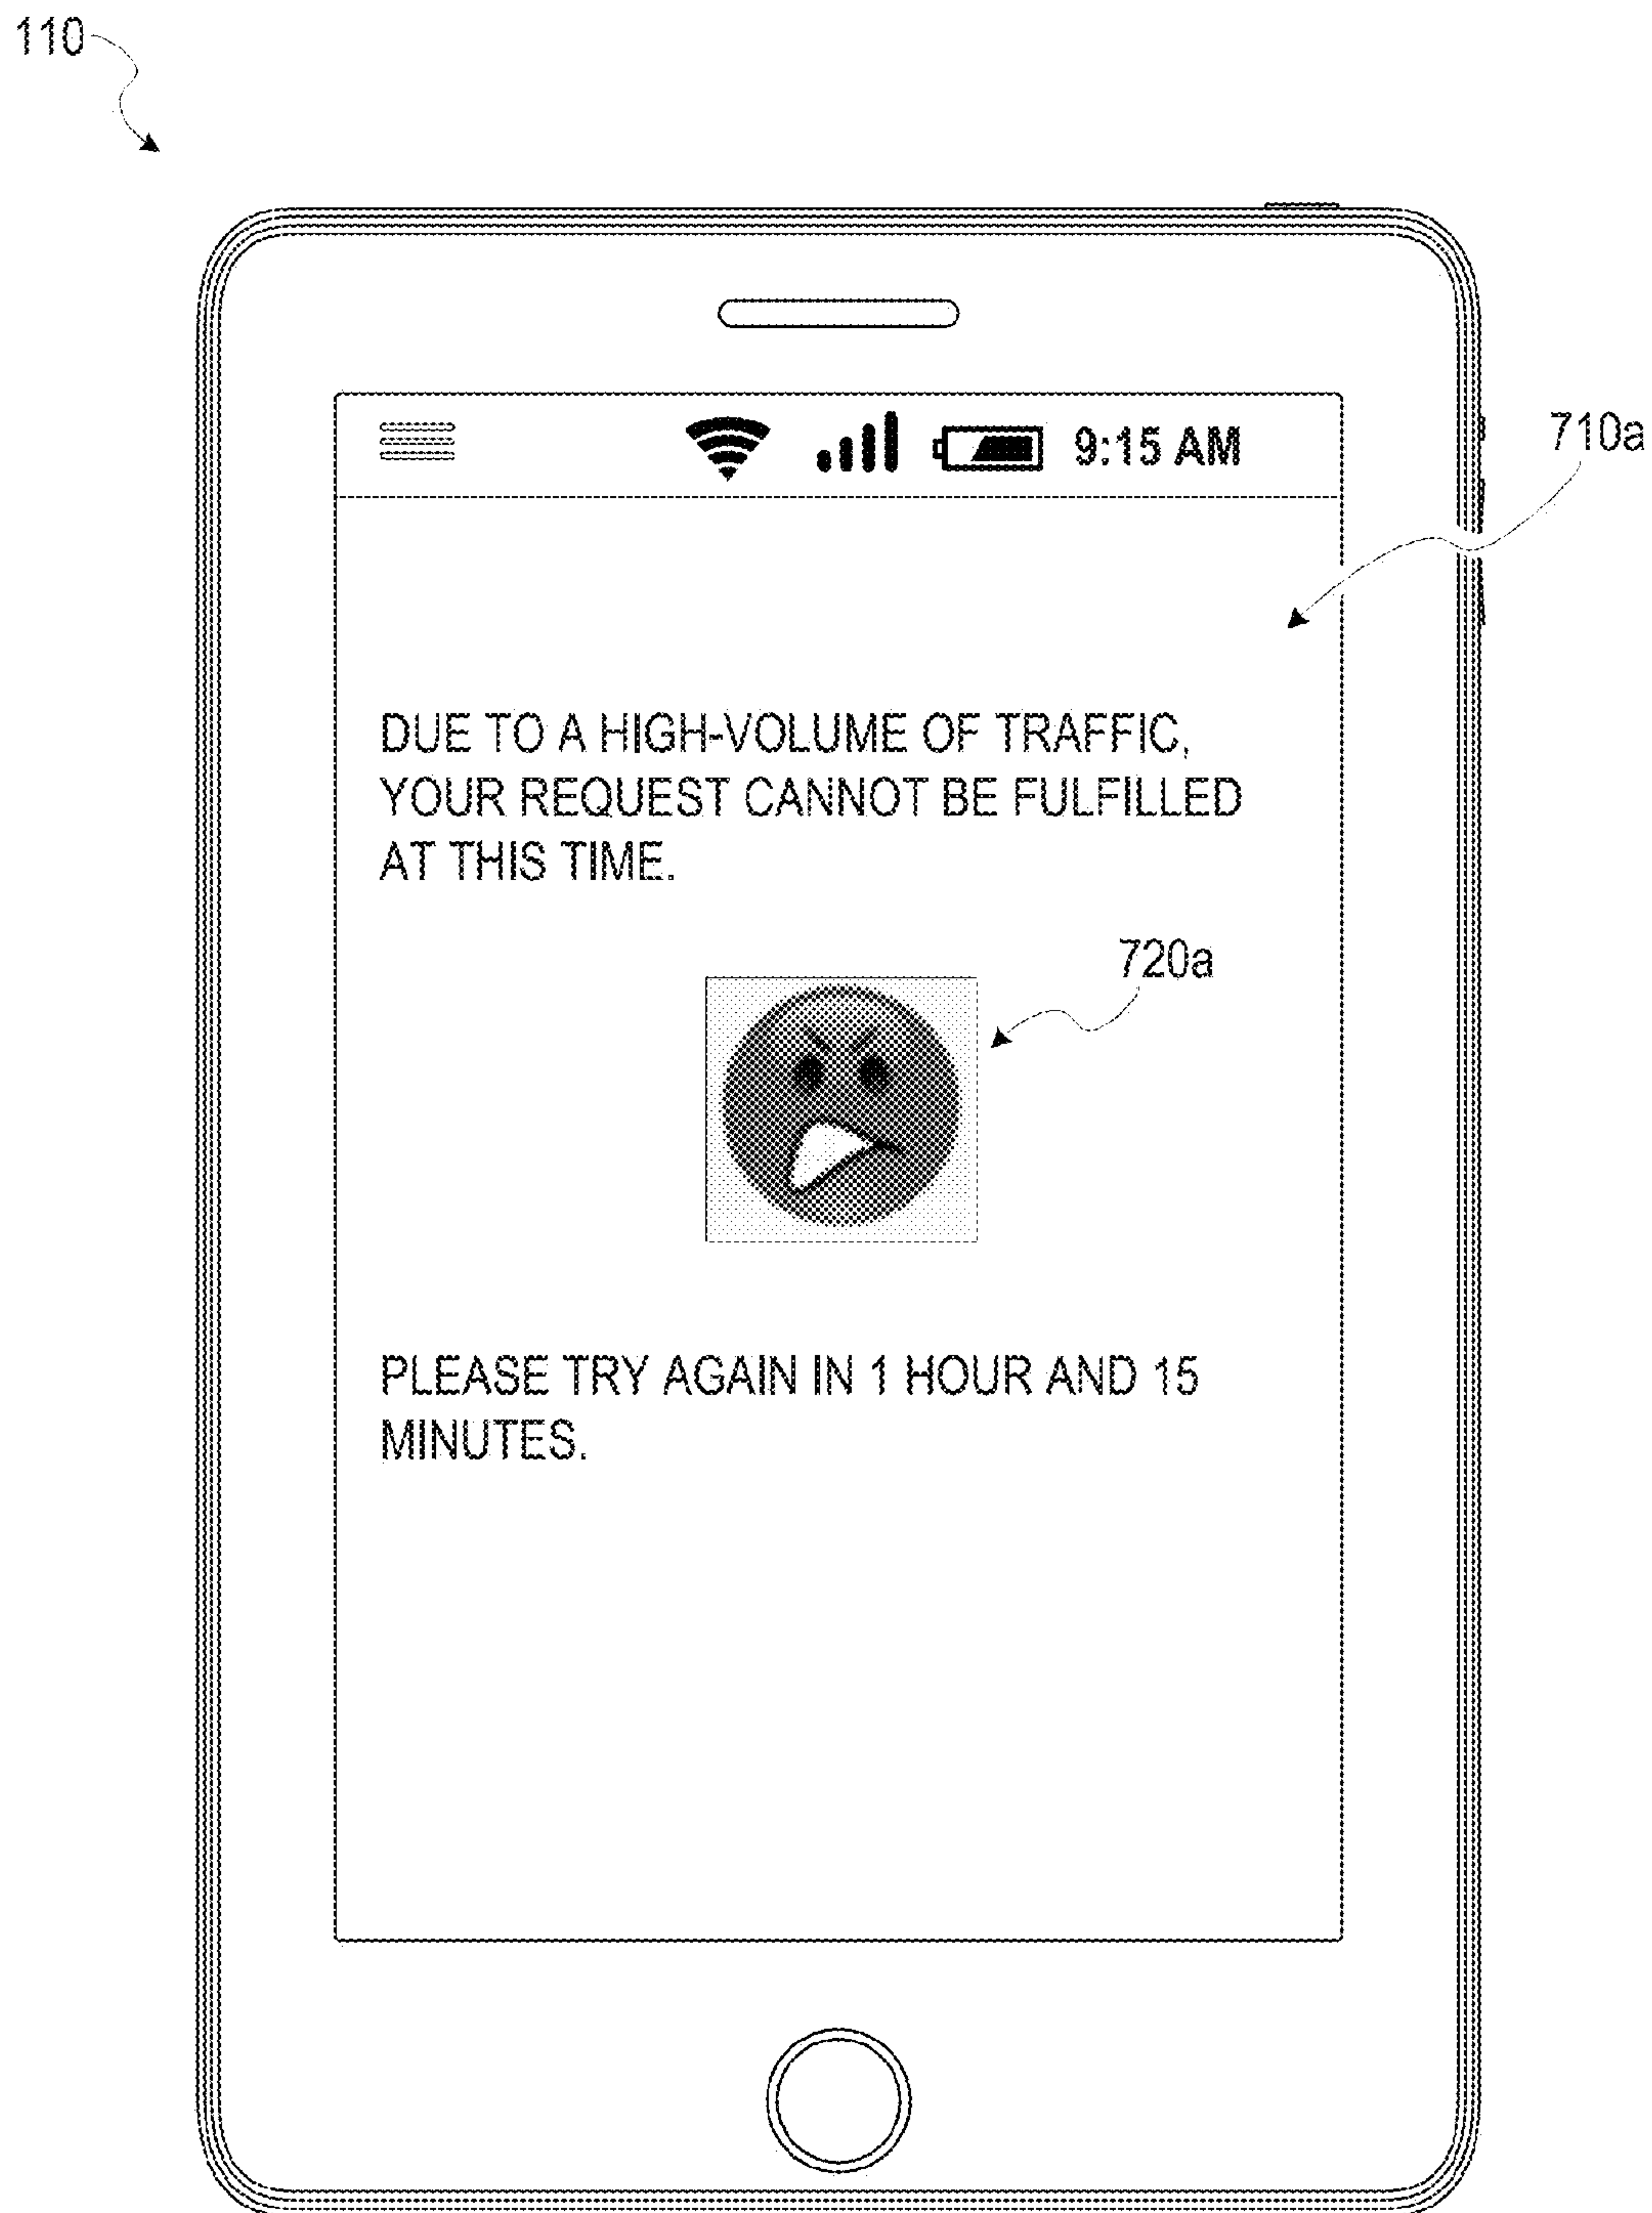 110
9:15 AM
710a
DUE TO A HIGH-VOLUME OF TRAFFIC,
YOUR REQUEST CANNOT BE FULFILLED
AT THIS TIME.
720a
PLEASE TRY AGAIN IN 1 HOUR AND 15
MINUTES.